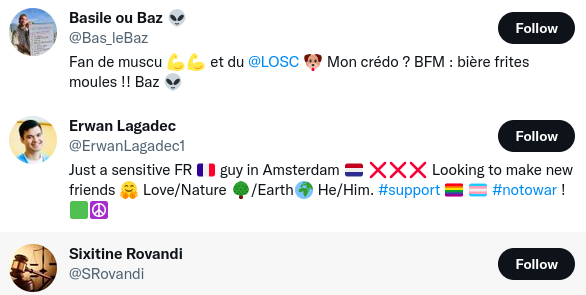 Basile ou Baz 👽
Follow
@Bas_leBaz
Fan de muscu 💪💪 et du @LOSC 🐶 Mon crédo ? BFM : bière frites
moules !! Baz 👽
Erwan Lagadec
Follow
@ErwanLagadec1
Just a sensitive FR 🇫🇷 guy in Amsterdam 🇳🇱 ❌❌❌ Looking to make new
friends 🤗 Love/Nature 🌳/Earth🌍 He/Him. #support 🏳️‍🌈 🏳️‍⚧️ #notowar !
🟩☮️
Sixitine Rovandi
Follow
@SRovandi